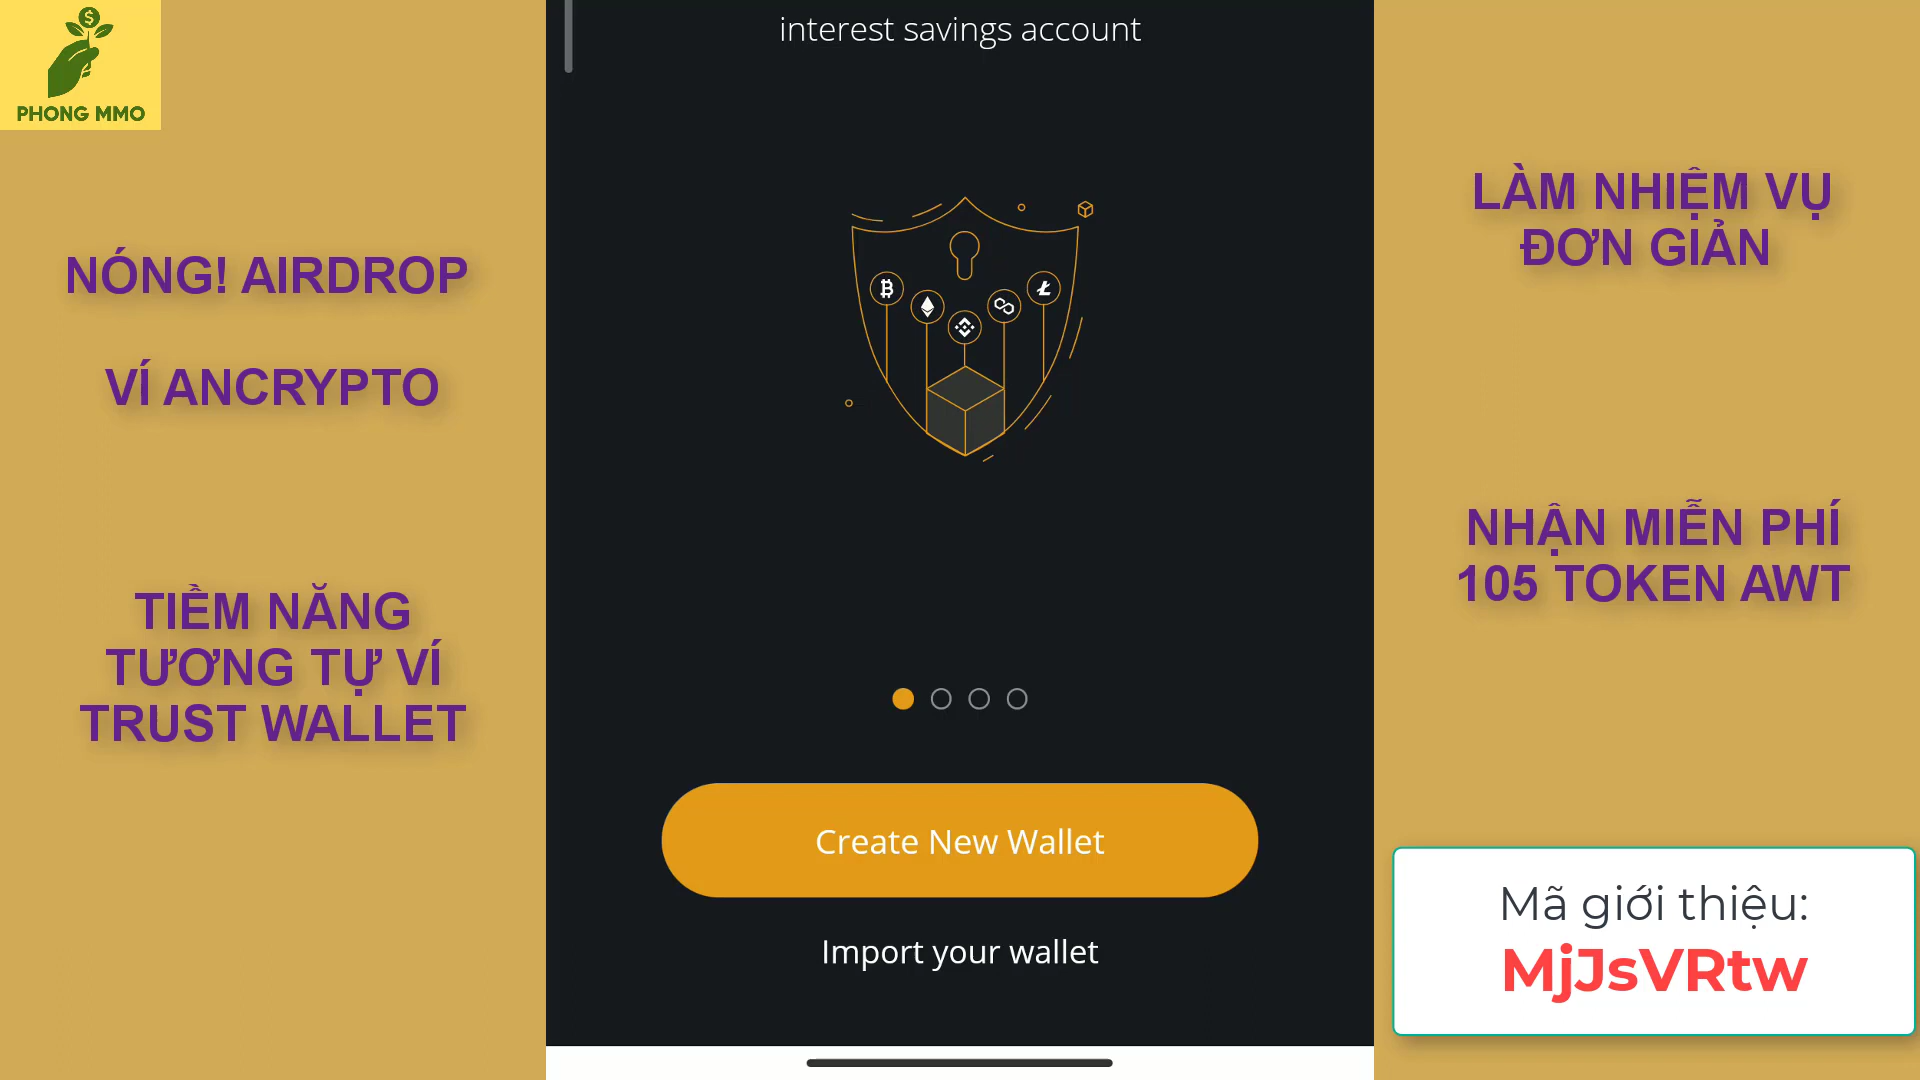 PHONG MMO
NÓNG! AIRDROP
VÍ ANCRYPTO
TIỀM NĂNG
TƯƠNG TỰ VÍ
TRUST WALLET
interest savings account
Create New Wallet
Import your wallet
LÀM NHIỆM VỤ
ĐƠN GIẢN
NHẬN MIỄN PHÍ
105 TOKEN AWT
Mã giới thiệu:
MjJsVRtw